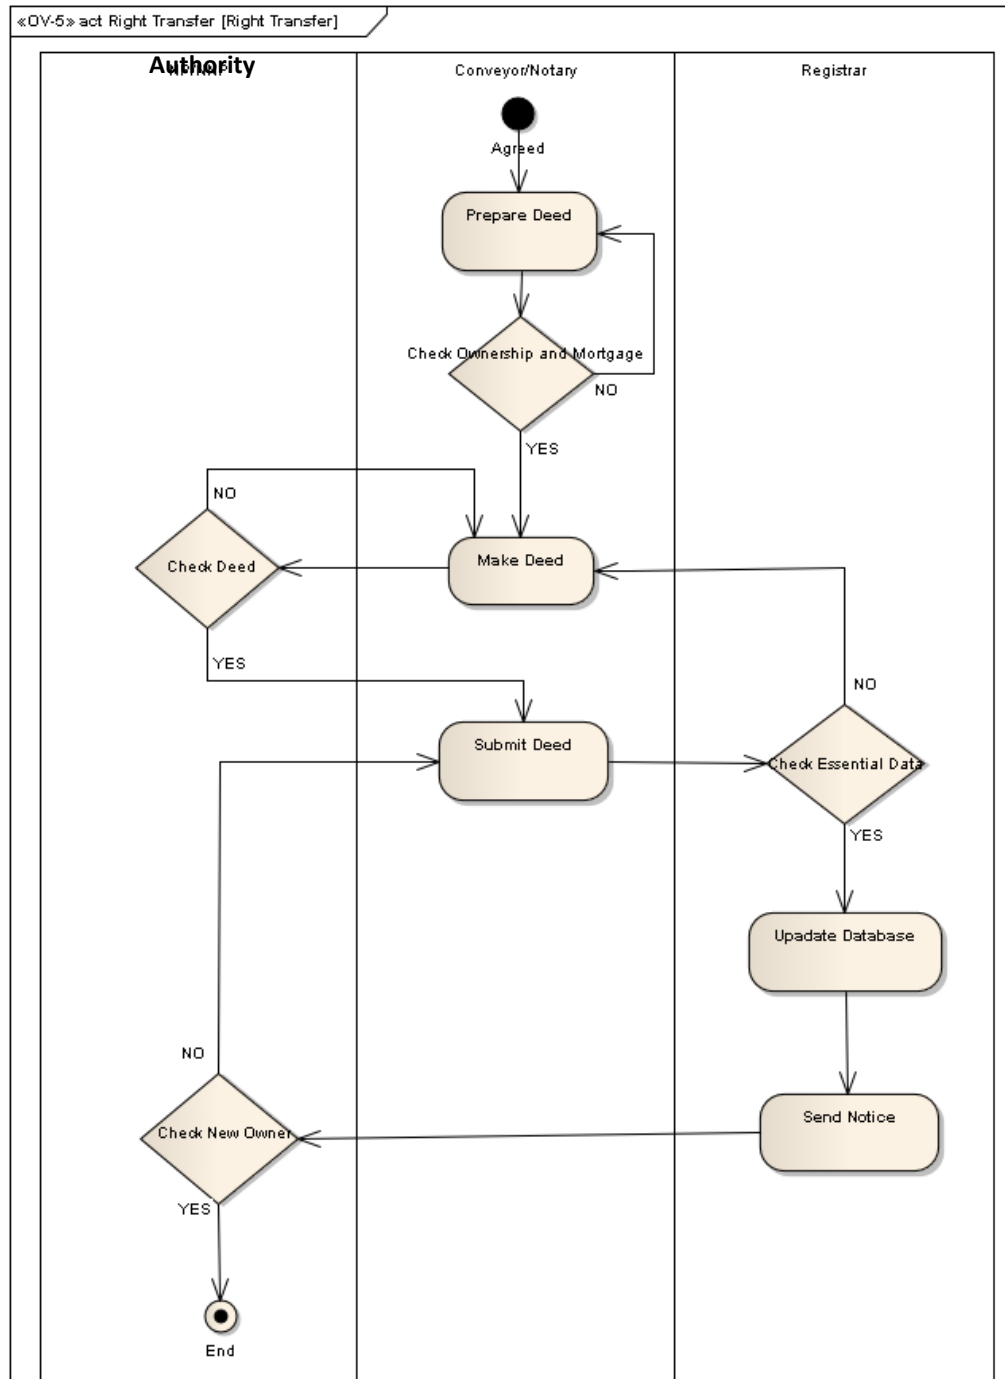 «OV-5» act Right Transfer [Right Transfer]
Authority
Conveyor/Notary
Registrar
Agreed
Prepare Deed
Check Ownership and Mortgage
NO
YES
NO
Check Deed
Make Deed
YES
NO
Submit Deed
Check Essential Data
YES
Upadate Database
NO
Send Notice
Check New Owner
YES
End